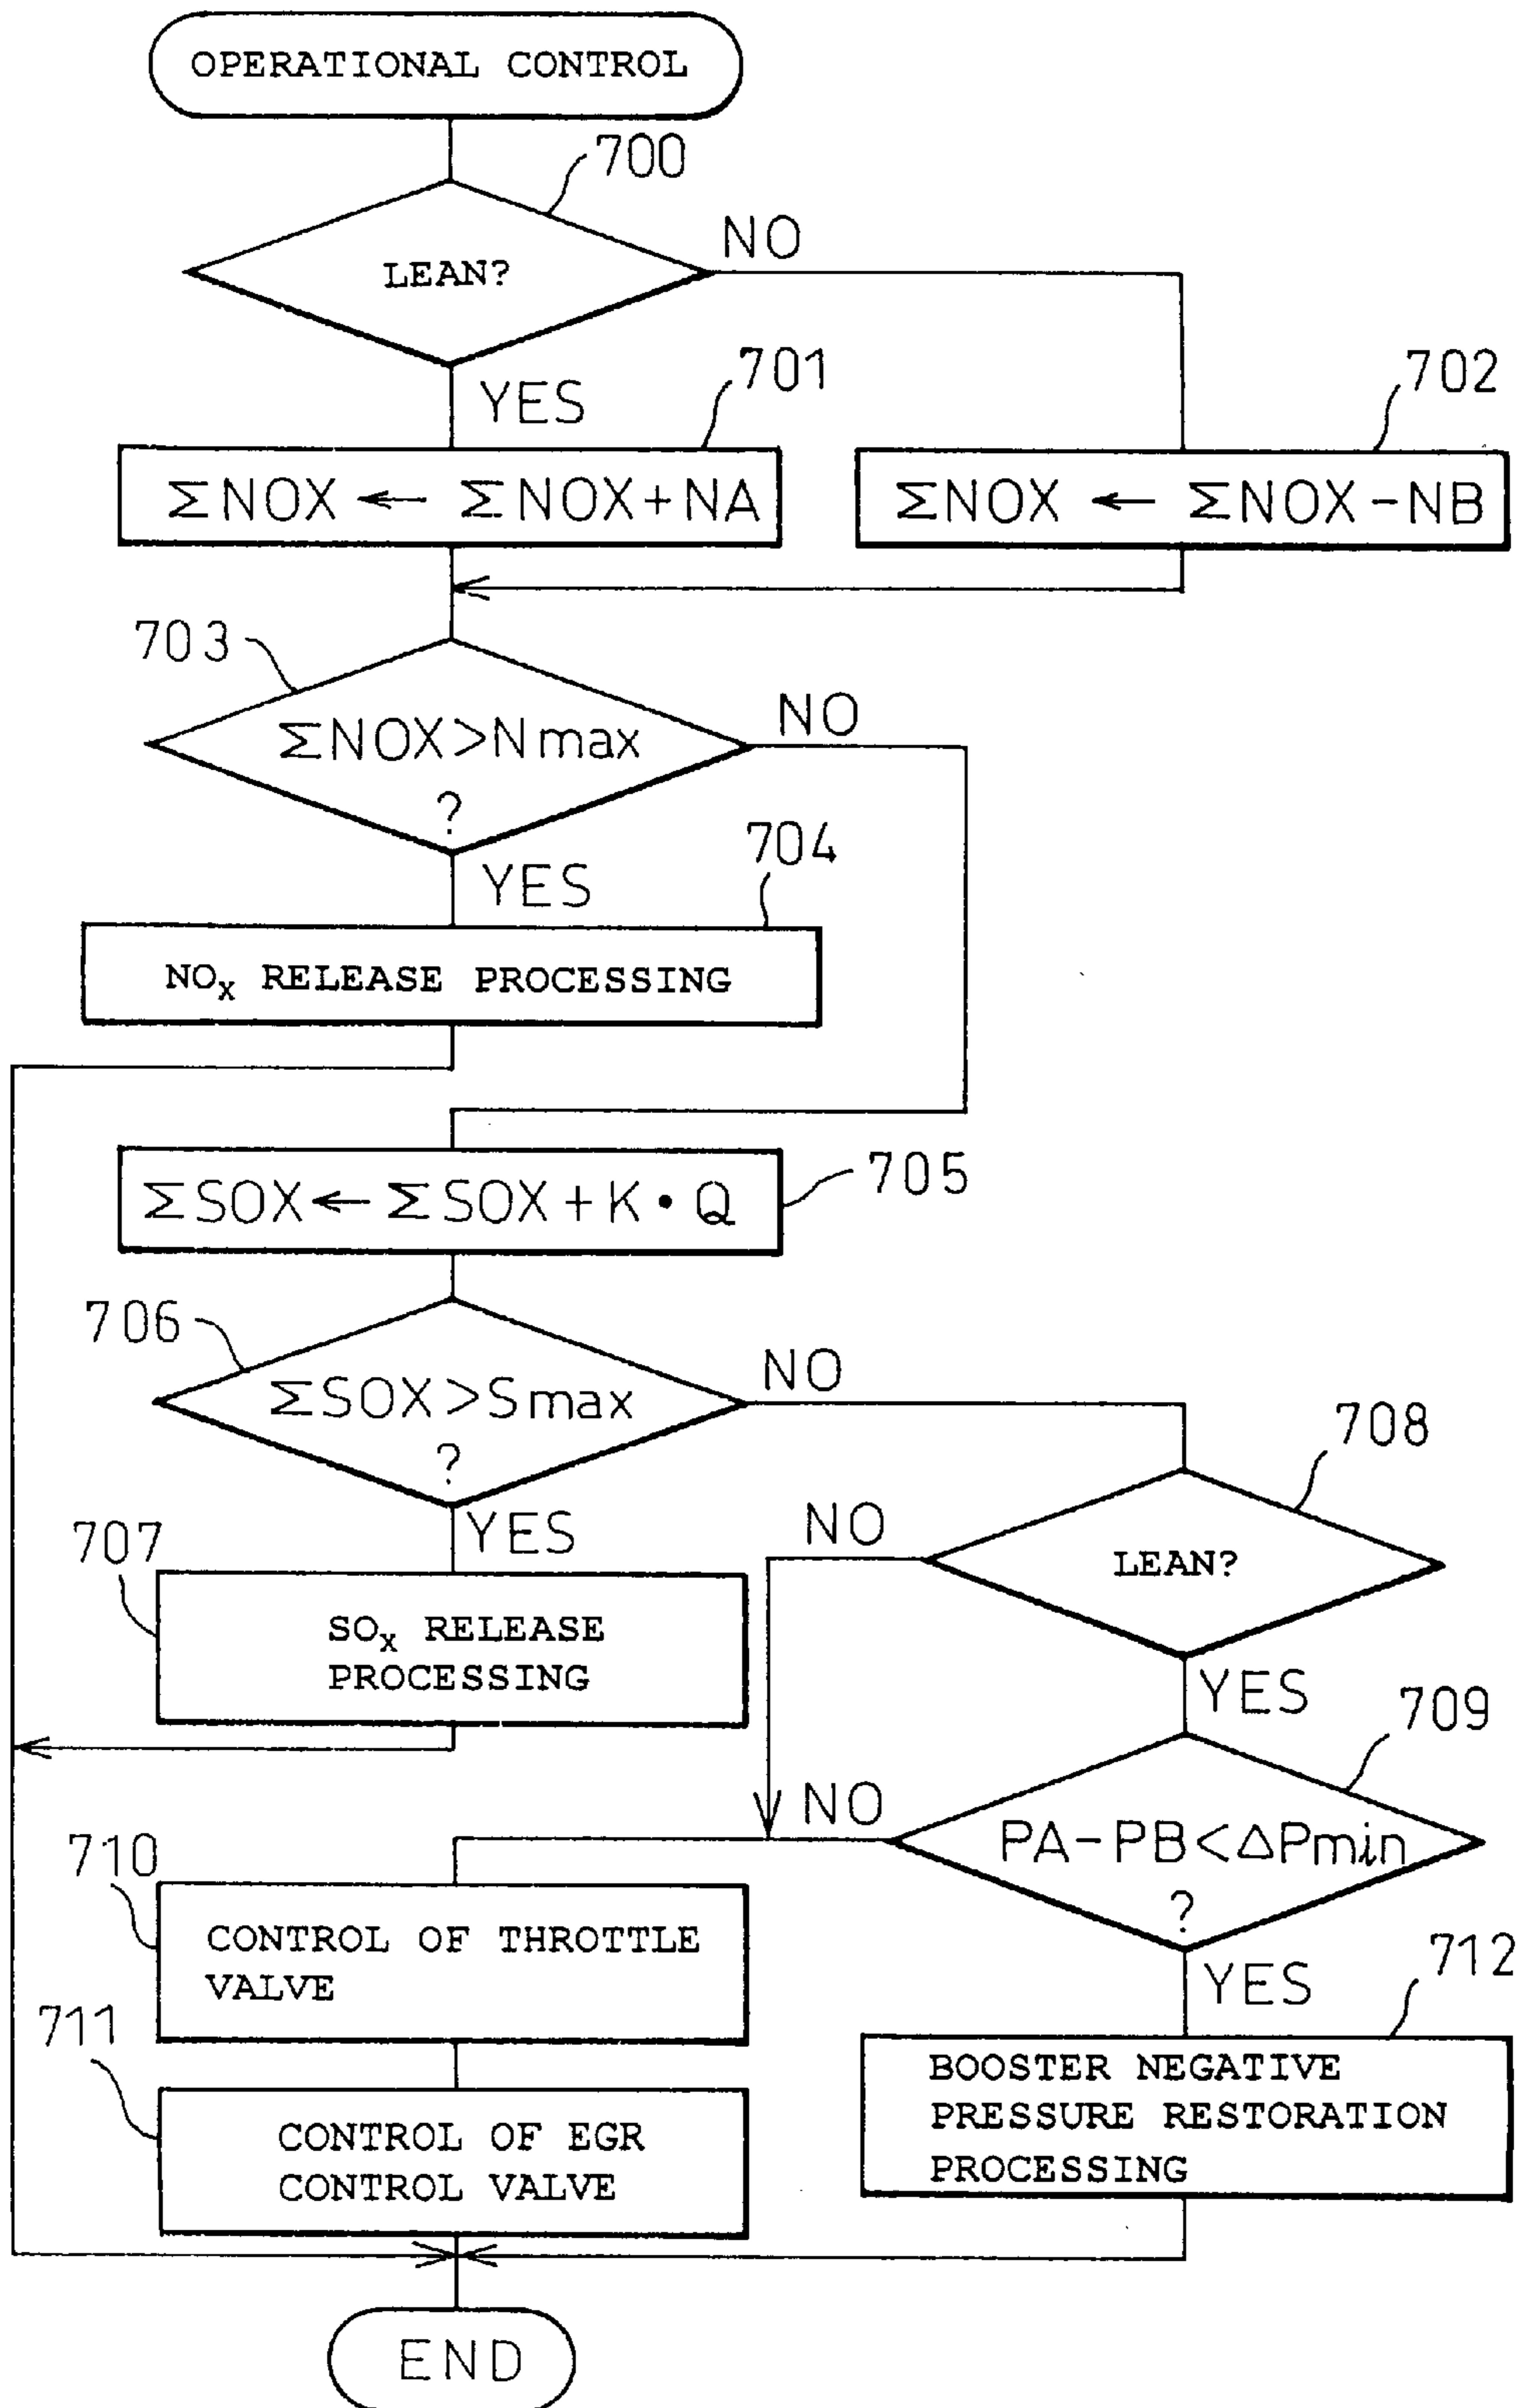 OPERATIONAL CONTROL
700
LEAN?
NO
YES
701
702
ΣNOX ← ΣNOX+NA
ΣNOX ← ΣNOX-NB
703
ΣNOX>Nmax
?
NO
YES
704
NOx RELEASE PROCESSING
705
ΣSOX ← ΣSOX+K•Q
706
ΣSOX>Smax
?
NO
YES
707
SOx RELEASE
PROCESSING
708
LEAN?
NO
YES
709
PA-PB<ΔPmin
?
NO
YES
710
CONTROL OF THROTTLE
VALVE
711
CONTROL OF EGR
CONTROL VALVE
712
BOOSTER NEGATIVE
PRESSURE RESTORATION
PROCESSING
END